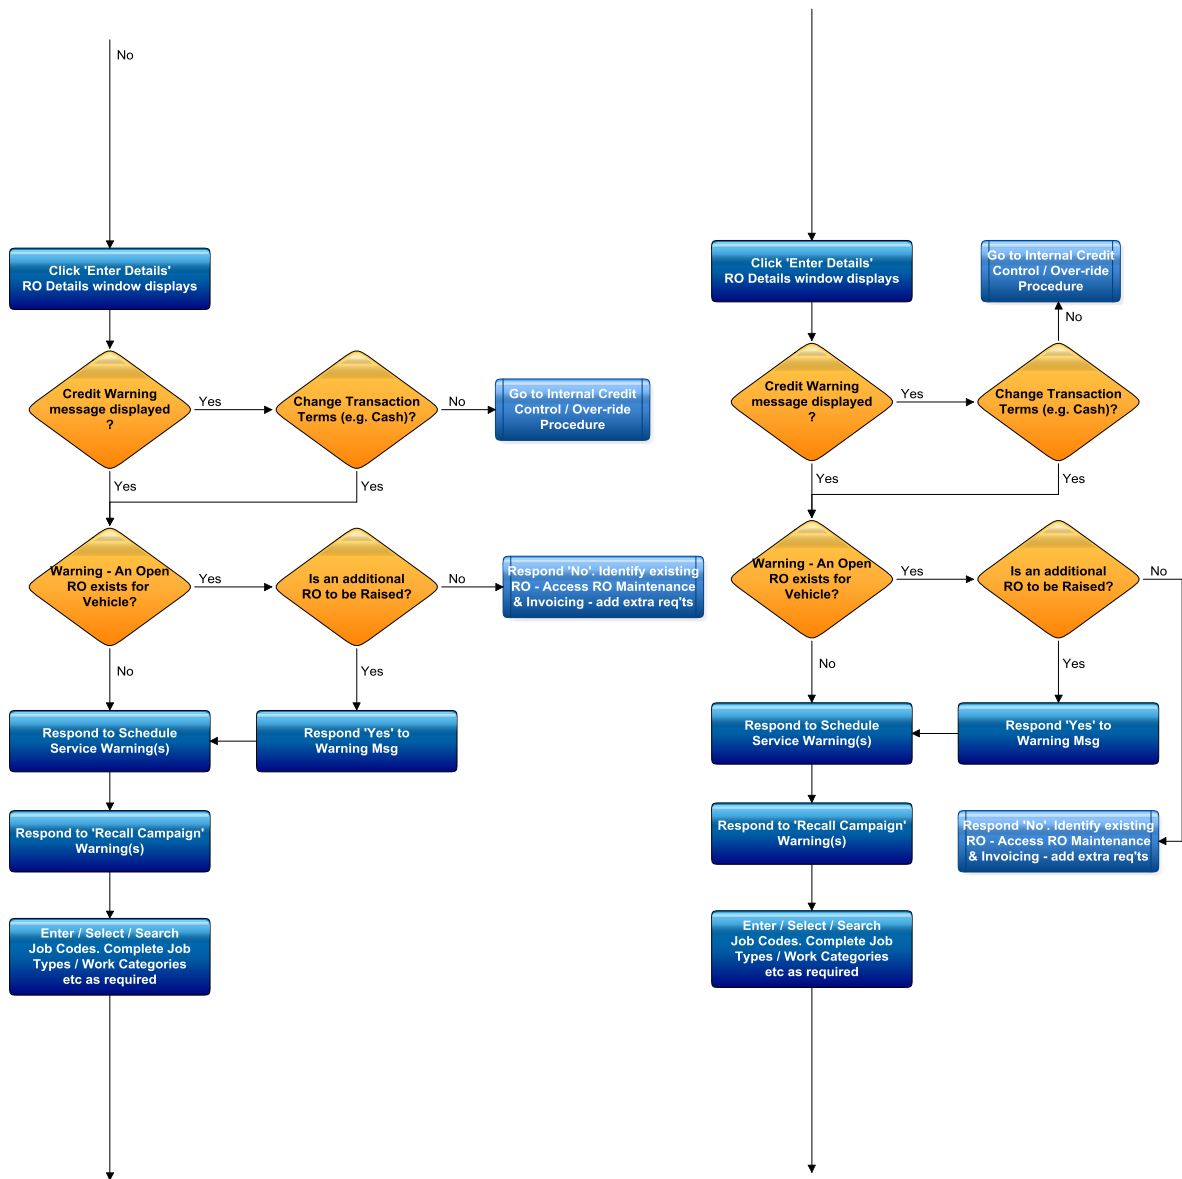 No
Click 'Enter Details'
RO Details window displays
Credit Warning
message displayed
?
Yes
Change Transaction
Terms (e.g. Cash)?
No
Go to Internal Credit
Control / Over-ride
Procedure
Yes
Yes
Warning - An Open
RO exists for
Vehicle?
Yes
Is an additional
RO to be Raised?
No
Respond 'No'. Identify existing
RO - Access RO Maintenance
& Invoicing - add extra req'ts
No
Yes
Respond to Schedule
Service Warning(s)
Respond 'Yes' to
Warning Msg
Respond to 'Recall Campaign'
Warning(s)
Enter / Select / Search
Job Codes. Complete Job
Types / Work Categories
etc as required
Click 'Enter Details'
RO Details window displays
Go to Internal Credit
Control / Over-ride
Procedure
No
Credit Warning
message displayed
?
Yes
Change Transaction
Terms (e.g. Cash)?
Yes
Yes
Warning - An Open
RO exists for
Vehicle?
Yes
Is an additional
RO to be Raised?
No
No
Yes
Respond to Schedule
Service Warning(s)
Respond 'Yes' to
Warning Msg
Respond to 'Recall Campaign'
Warning(s)
Respond 'No'. Identify existing
RO - Access RO Maintenance
& Invoicing - add extra req'ts
Enter / Select / Search
Job Codes. Complete Job
Types / Work Categories
etc as required